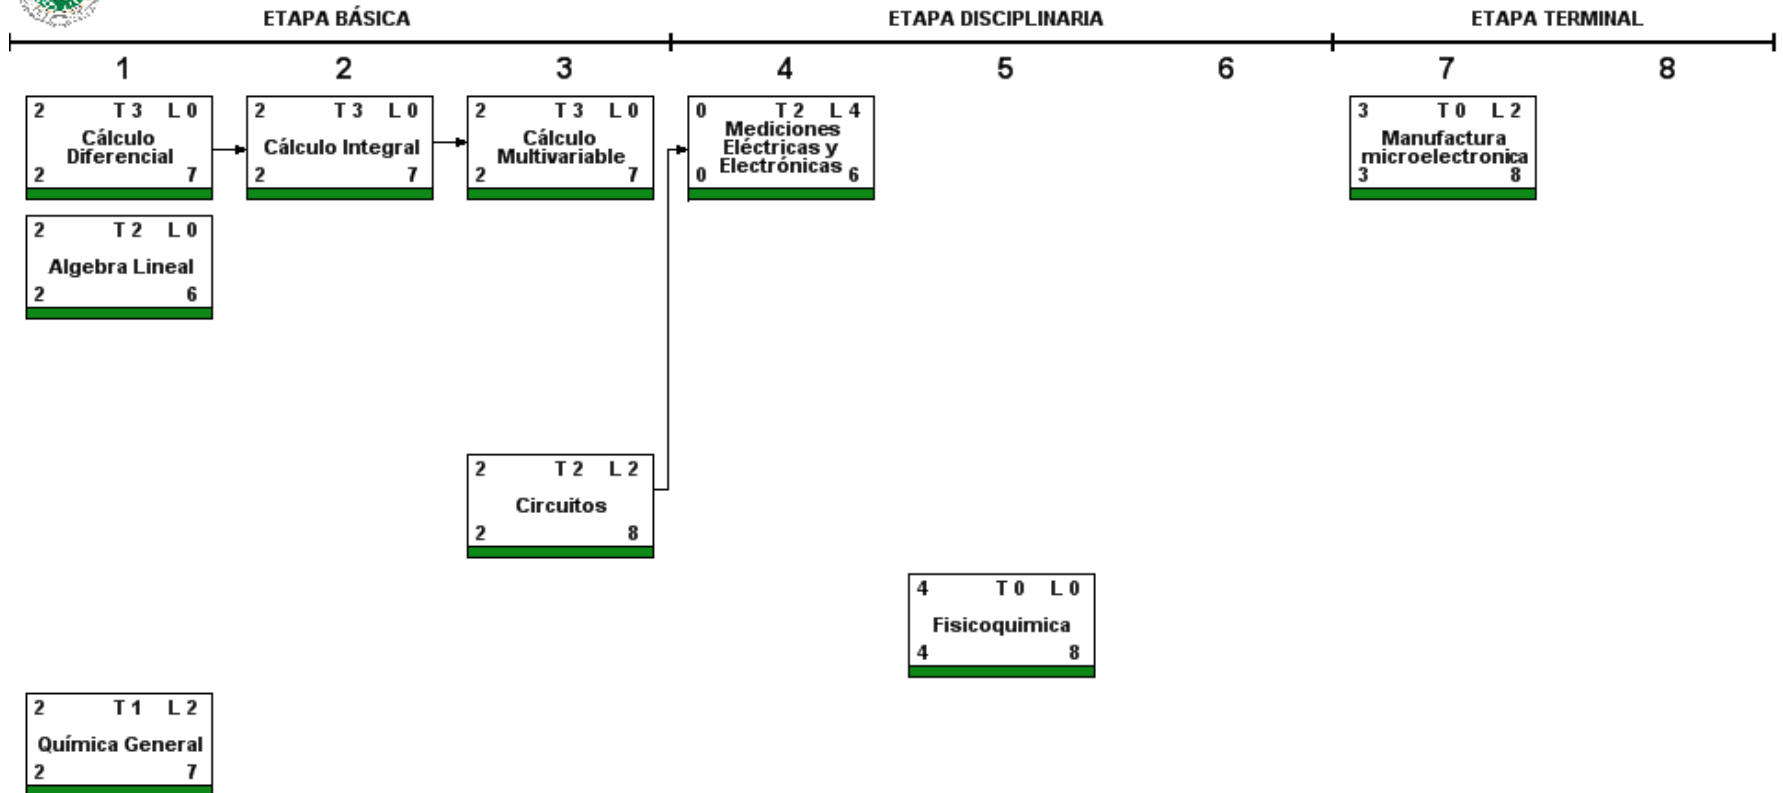 ETAPA BÁSICA ETAPA DISCIPLINARIA ETAPA TERMINAL
1 2 3 4 5 6 7 8
2 T 3 L 0
Cálculo
Diferencial
2 7
2 T 3 L 0
Cálculo Integral
2 7
2 T 3 L 0
Cálculo
Multivariable
2 7
0 T 2 L 4
Mediciones
Eléctricas y
Electrónicas
0 6
3 T 0 L 2
Manufactura
microelectronica
3 8
2 T 2 L 0
Algebra Lineal
2 6
2 T 2 L 2
Circuitos
2 8
4 T 0 L 0
Fisicoquimica
4 8
2 T 1 L 2
Química General
2 7